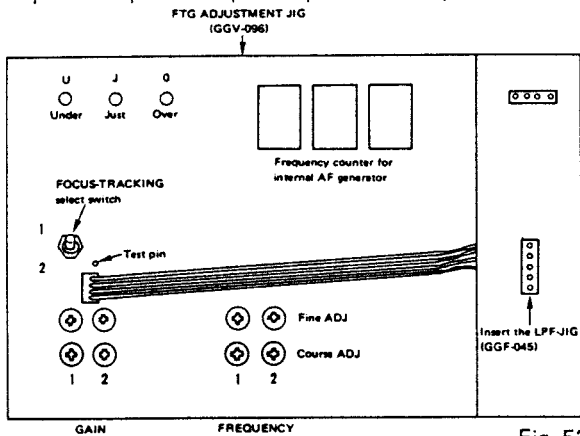 FTG ADJUSTMENT JIG
(GGV-096)
U J O
Under Just Over
Frequency counter for
internal AF generator
FOCUS-TRACKING
select switch
1
Test pin
2
Fine ADJ
Insert the LPF-JIG
(GGF-045)
Course ADJ
1 2 1 2
GAIN FREQUENCY